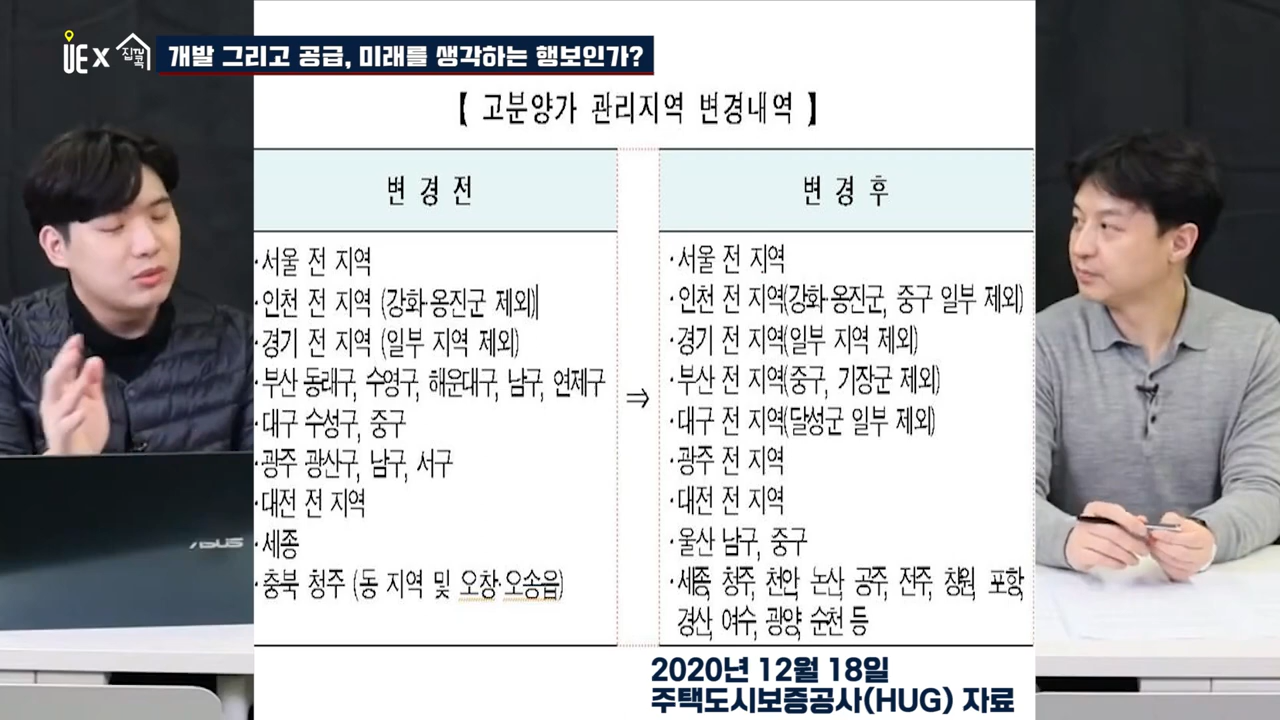 UE X 집꾹
개발 그리고 공급, 미래를 생각하는 행보인가?
【 고분양가 관리지역 변경내역 】
변 경 전
·서울 전 지역
·인천 전 지역 (강화·옹진군 제외)
·경기 전 지역 (일부 지역 제외)
·부산 동래구, 수영구, 해운대구, 남구, 연제구
·대구 수성구, 중구
·광주 광산구, 남구, 서구
·대전 전 지역
·세종
·충북 청주 (동 지역 및 오창·오송읍)
⇒
변 경 후
·서울 전 지역
·인천 전 지역(강화·옹진군, 중구 일부 제외)
·경기 전 지역(일부 지역 제외)
·부산 전 지역(중구, 기장군 제외)
·대구 전 지역(달성군 일부 제외)
·광주 전 지역
·대전 전 지역
·울산 남구, 중구
·세종, 청주, 천안, 논산, 공주, 전주, 창원, 포항,
경산, 여수, 광양, 순천 등
2020년 12월 18일
주택도시보증공사(HUG) 자료
ASUS